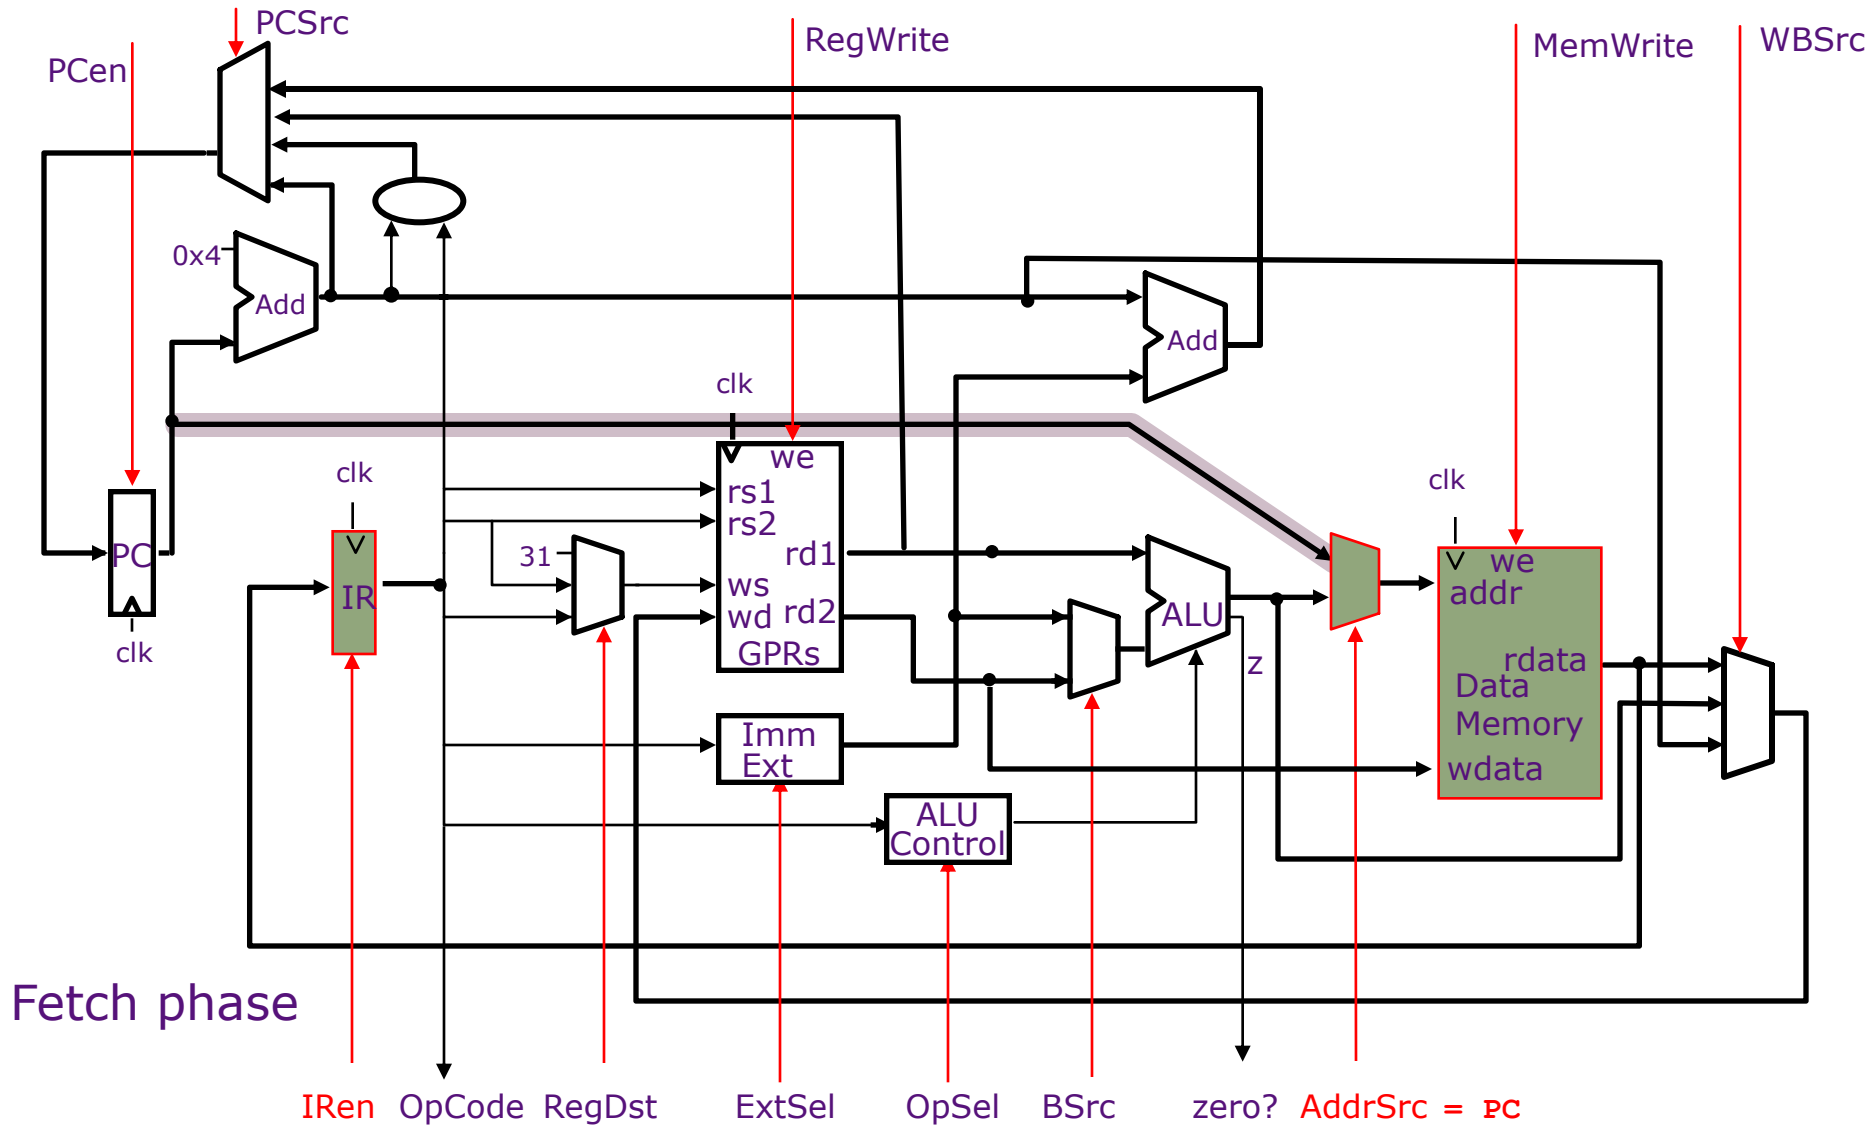 PCSrc
RegWrite
MemWrite
WBSrc
PCen
0x4
Add
Add
clk
clk
clk
we
rs1
rs2
rd1
31
PC
IR
ws
wd rd2
GPRs
ALU
z
we
addr
rdata
Data
Memory
wdata
clk
Imm
Ext
ALU
Control
Fetch phase
IRen OpCode RegDst ExtSel OpSel BSrc zero? AddrSrc = PC